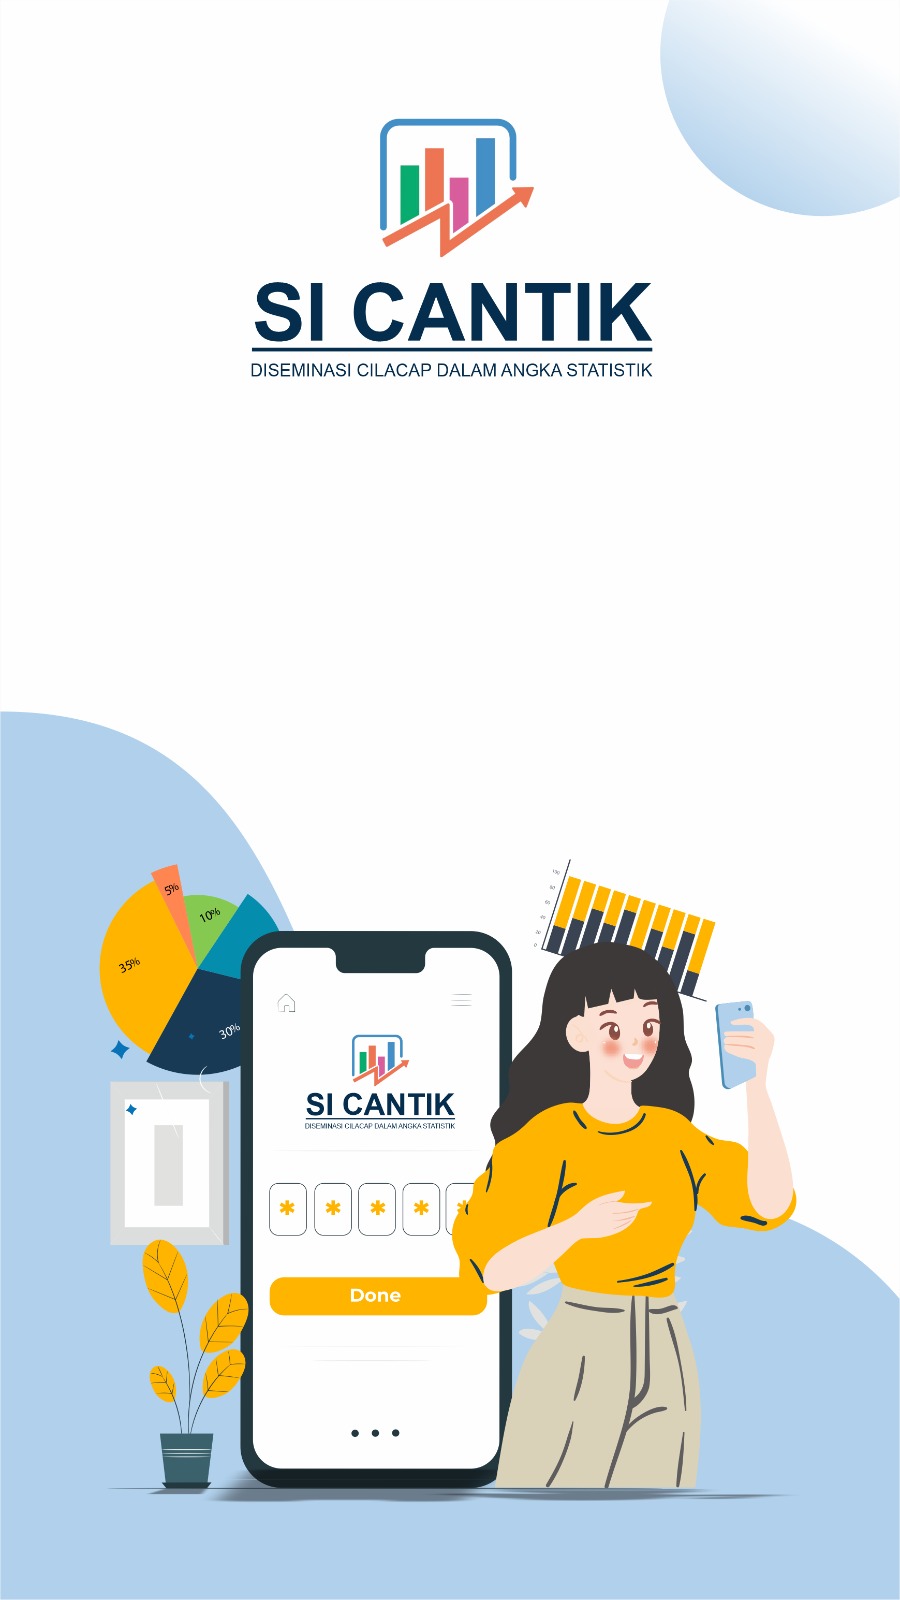 SI CANTIK
DISEMINASI CILACAP DALAM ANGKA STATISTIK
5%
10%
35%
30%
SI CANTIK
DISEMINASI CILACAP DALAM ANGKA STATISTIK
* * * * *
Done